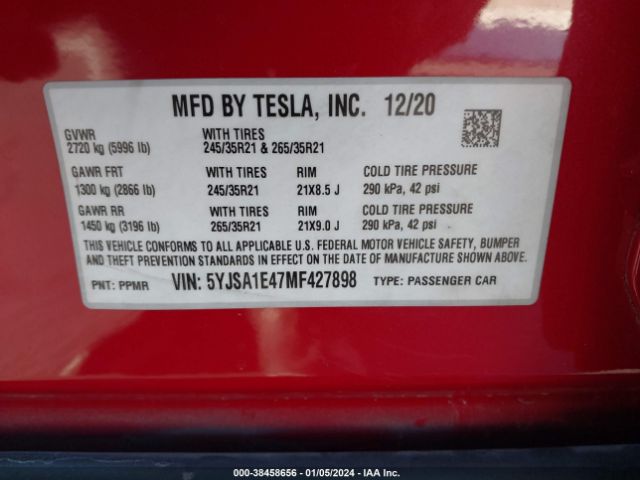 MFD BY TESLA, INC. 12/20
GVWR WITH TIRES
2720 kg (5996 lb) 245/35R21 & 265/35R21
GAWR FRT WITH TIRES RIM COLD TIRE PRESSURE
1300 kg (2866 lb) 245/35R21 21X8.5 J 290 kPa, 42 psi
GAWR RR WITH TIRES RIM COLD TIRE PRESSURE
1450 kg (3196 lb) 265/35R21 21X9.0 J 290 kPa, 42 psi
THIS VEHICLE CONFORMS TO ALL APPLICABLE U.S. FEDERAL MOTOR VEHICLE SAFETY, BUMPER,
AND THEFT PREVENTION STANDARDS IN EFFECT ON THE DATE OF MANUFACTURE SHOWN ABOVE.
PNT: PPMR VIN: 5YJSA1E47MF427898 TYPE: PASSENGER CAR
000-38458656 - 01/05/2024 - IAA Inc.